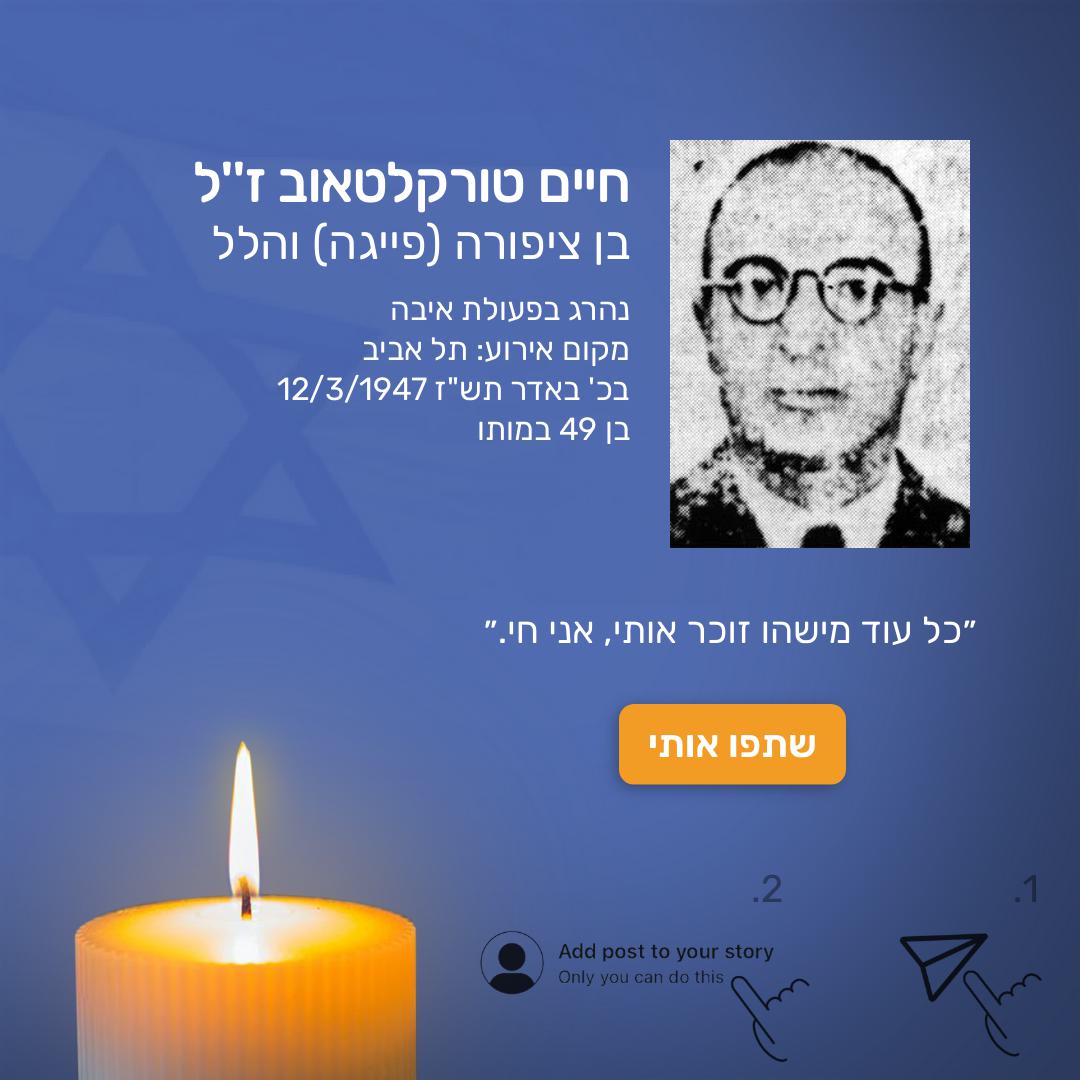 חיים טורקלטאוב ז"ל
בן ציפורה (פייגה) והלל
נהרג בפעולת איבה
מקום אירוע: תל אביב
בכ' באדר תש"ז 12/3/1947
בן 49 במותו
״כל עוד מישהו זוכר אותי, אני חי.״
שתפו אותי
1.
2.
Add post to your story
Only you can do this